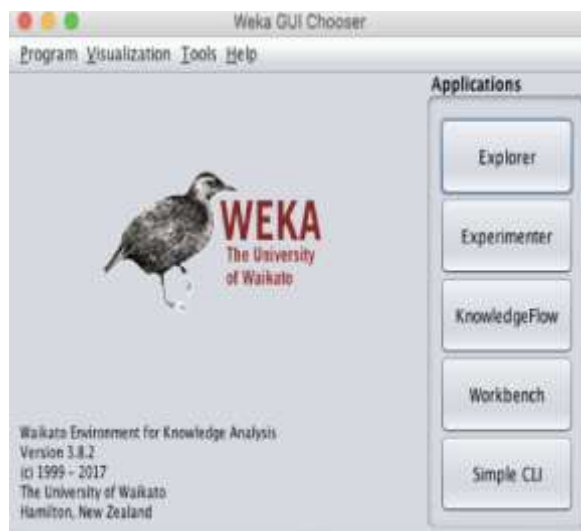 Weka GUI Chooser
Program Visualization Tools Help
Applications
Explorer
Experimenter
KnowledgeFlow
Workbench
Simple CLI
WEKA
The University
of Waikato
Waikato Environment for Knowledge Analysis
Version 3.8.2
(c) 1999 - 2017
The University of Waikato
Hamilton, New Zealand